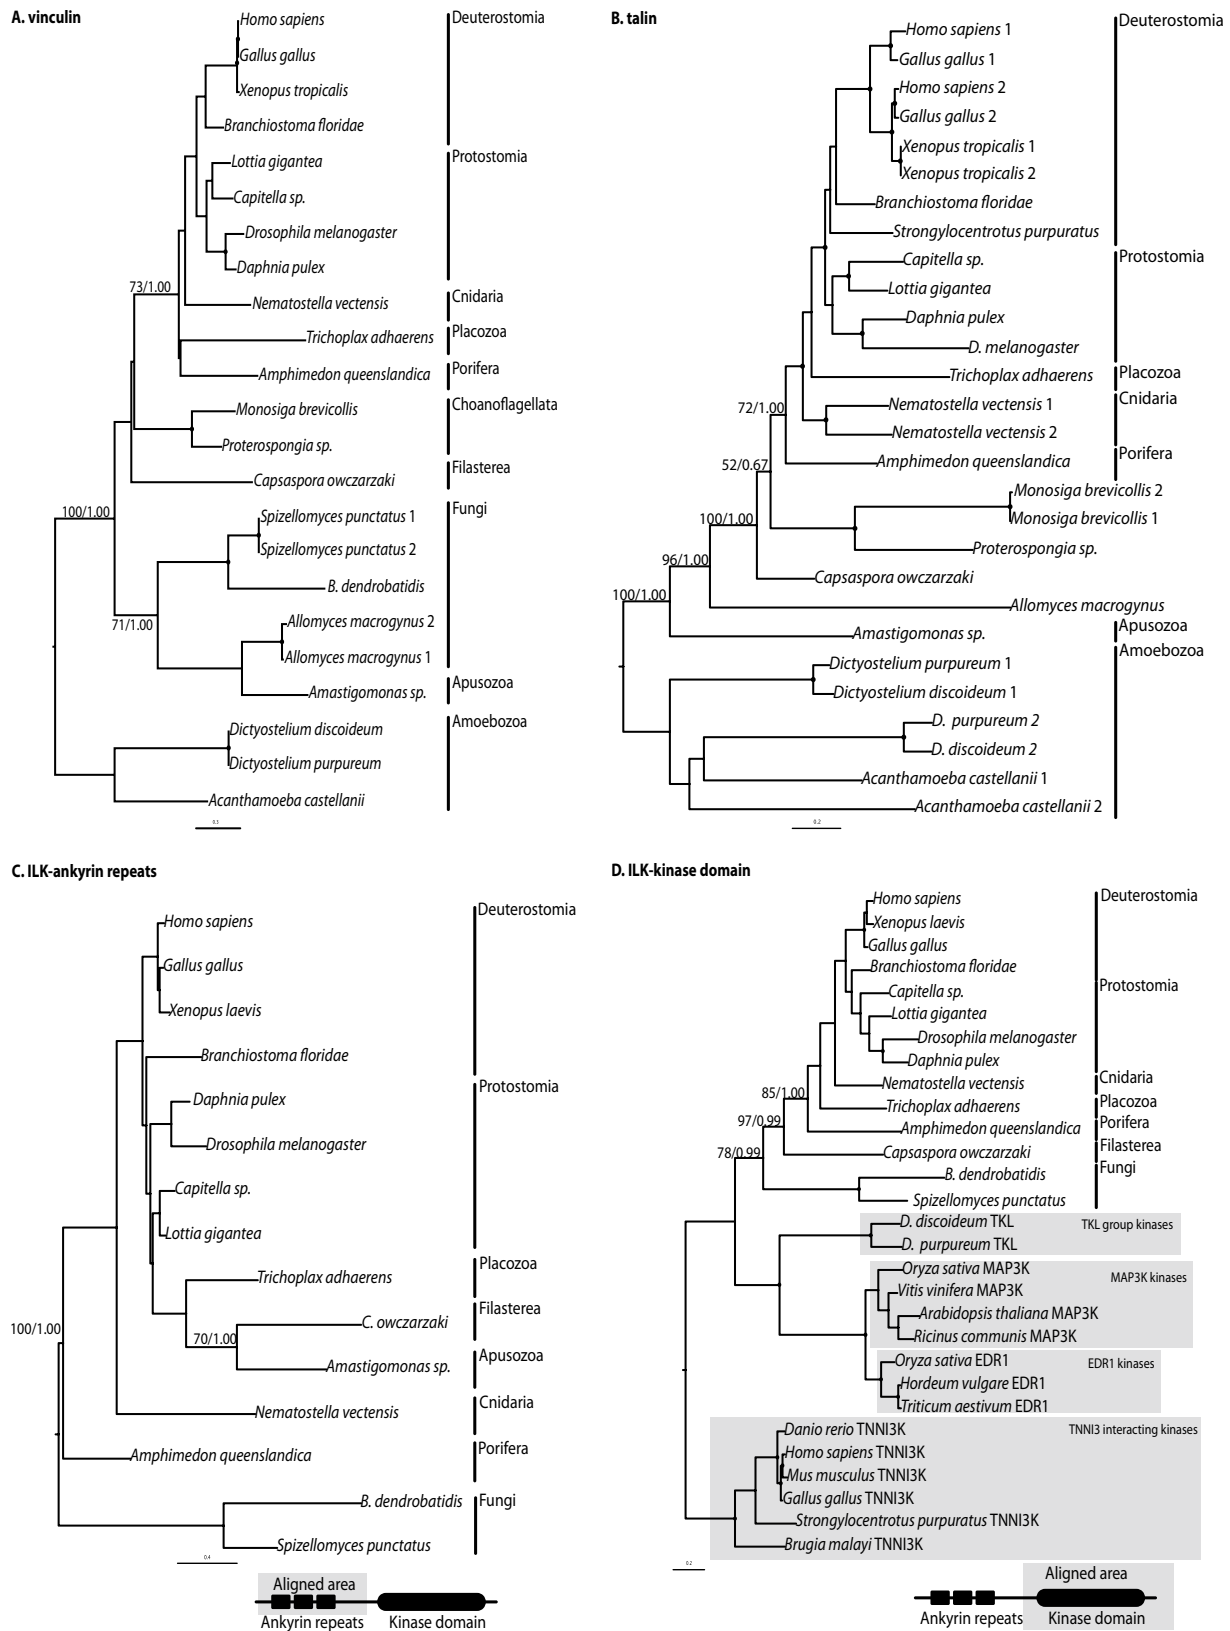 A. vinculin
Homo sapiens
Gallus gallus
Xenopus tropicalis
Branchiostoma floridae
Lottia gigantea
Capitella sp.
Drosophila melanogaster
Daphnia pulex
Nematostella vectensis
Trichoplax adhaerens
Amphimedon queenslandica
Monosiga brevicollis
Proterospongia sp.
Capsaspora owczarzaki
Spizellomyces punctatus 1
Spizellomyces punctatus 2
B. dendrobatidis
Allomyces macrogynus 2
Allomyces macrogynus 1
Amastigomonas sp.
Dictyostelium discoideum
Dictyostelium purpureum
Acanthamoeba castellanii
73/1.00
100/1.00
71/1.00
Deuterostomia
Protostomia
Cnidaria
Placozoa
Porifera
Choanoflagellata
Filasterea
Fungi
Apusozoa
Amoebozoa
B. talin
Homo sapiens 1
Gallus gallus 1
Homo sapiens 2
Gallus gallus 2
Xenopus tropicalis 1
Xenopus tropicalis 2
Branchiostoma floridae
Strongylocentrotus purpuratus
Capitella sp.
Lottia gigantea
Daphnia pulex
D. melanogaster
Trichoplax adhaerens
Nematostella vectensis 1
Nematostella vectensis 2
Amphimedon queenslandica
Monosiga brevicollis 2
Monosiga brevicollis 1
Proterospongia sp.
Capsaspora owczarzaki
Allomyces macrogynus
Amastigomonas sp.
Dictyostelium purpureum 1
Dictyostelium discoideum 1
D. purpureum 2
D. discoideum 2
Acanthamoeba castellanii 1
Acanthamoeba castellanii 2
72/1.00
52/0.67
100/1.00
96/1.00
100/1.00
0.2
Deuterostomia
Protostomia
Placozoa
Cnidaria
Porifera
Apusozoa
Amoebozoa
C. ILK-ankyrin repeats
Homo sapiens
Gallus gallus
Xenopus laevis
Branchiostoma floridae
Daphnia pulex
Drosophila melanogaster
Capitella sp.
Lottia gigantea
Trichoplax adhaerens
C. owczarzaki
Amastigomonas sp.
Nematostella vectensis
Amphimedon queenslandica
B. dendrobatidis
Spizellomyces punctatus
100/1.00
70/1.00
0.4
Deuterostomia
Protostomia
Placozoa
Filasterea
Apusozoa
Cnidaria
Porifera
Fungi
Aligned area
Ankyrin repeats
Kinase domain
D. ILK-kinase domain
Homo sapiens
Xenopus laevis
Gallus gallus
Branchiostoma floridae
Capitella sp.
Lottia gigantea
Drosophila melanogaster
Daphnia pulex
Nematostella vectensis
Trichoplax adhaerens
Amphimedon queenslandica
Capsaspora owczarzaki
B. dendrobatidis
Spizellomyces punctatus
85/1.00
97/0.99
78/0.99
Deuterostomia
Protostomia
Cnidaria
Placozoa
Porifera
Filasterea
Fungi
D. discoideum TKL
D. purpureum TKL
TKL group kinases
Oryza sativa MAP3K
Vitis vinifera MAP3K
Arabidopsis thaliana MAP3K
Ricinus communis MAP3K
MAP3K kinases
Oryza sativa EDR1
Hordeum vulgare EDR1
Triticum aestivum EDR1
EDR1 kinases
Danio rerio TNNI3K
Homo sapiens TNNI3K
Mus musculus TNNI3K
Gallus gallus TNNI3K
Strongylocentrotus purpuratus TNNI3K
Brugia malayi TNNI3K
TNNI3 interacting kinases
0.2
Aligned area
Ankyrin repeats
Kinase domain